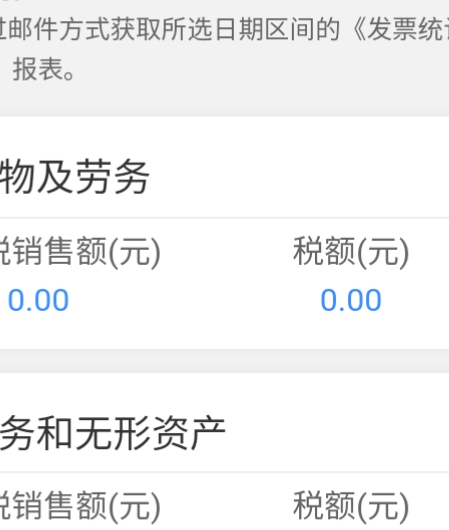 过邮件方式获取所选日期区间的《发票统计
报表。
物及劳务
税销售额(元) 税额(元)
0.00 0.00
务和无形资产
税销售额(元) 税额(元)